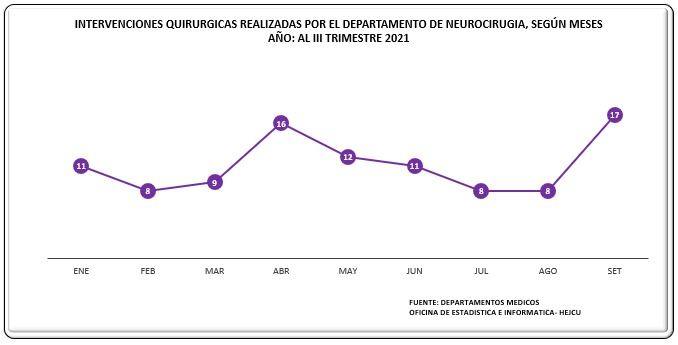 INTERVENCIONES QUIRURGICAS REALIZADAS POR EL DEPARTAMENTO DE NEUROCIRUGIA, SEGÚN MESES
AÑO: AL III TRIMESTRE 2021
11
8
9
16
12
11
8
8
17
ENE
FEB
MAR
ABR
MAY
JUN
JUL
AGO
SET
FUENTE: DEPARTAMENTOS MEDICOS
OFICINA DE ESTADISTICA E INFORMATICA- HEJCU